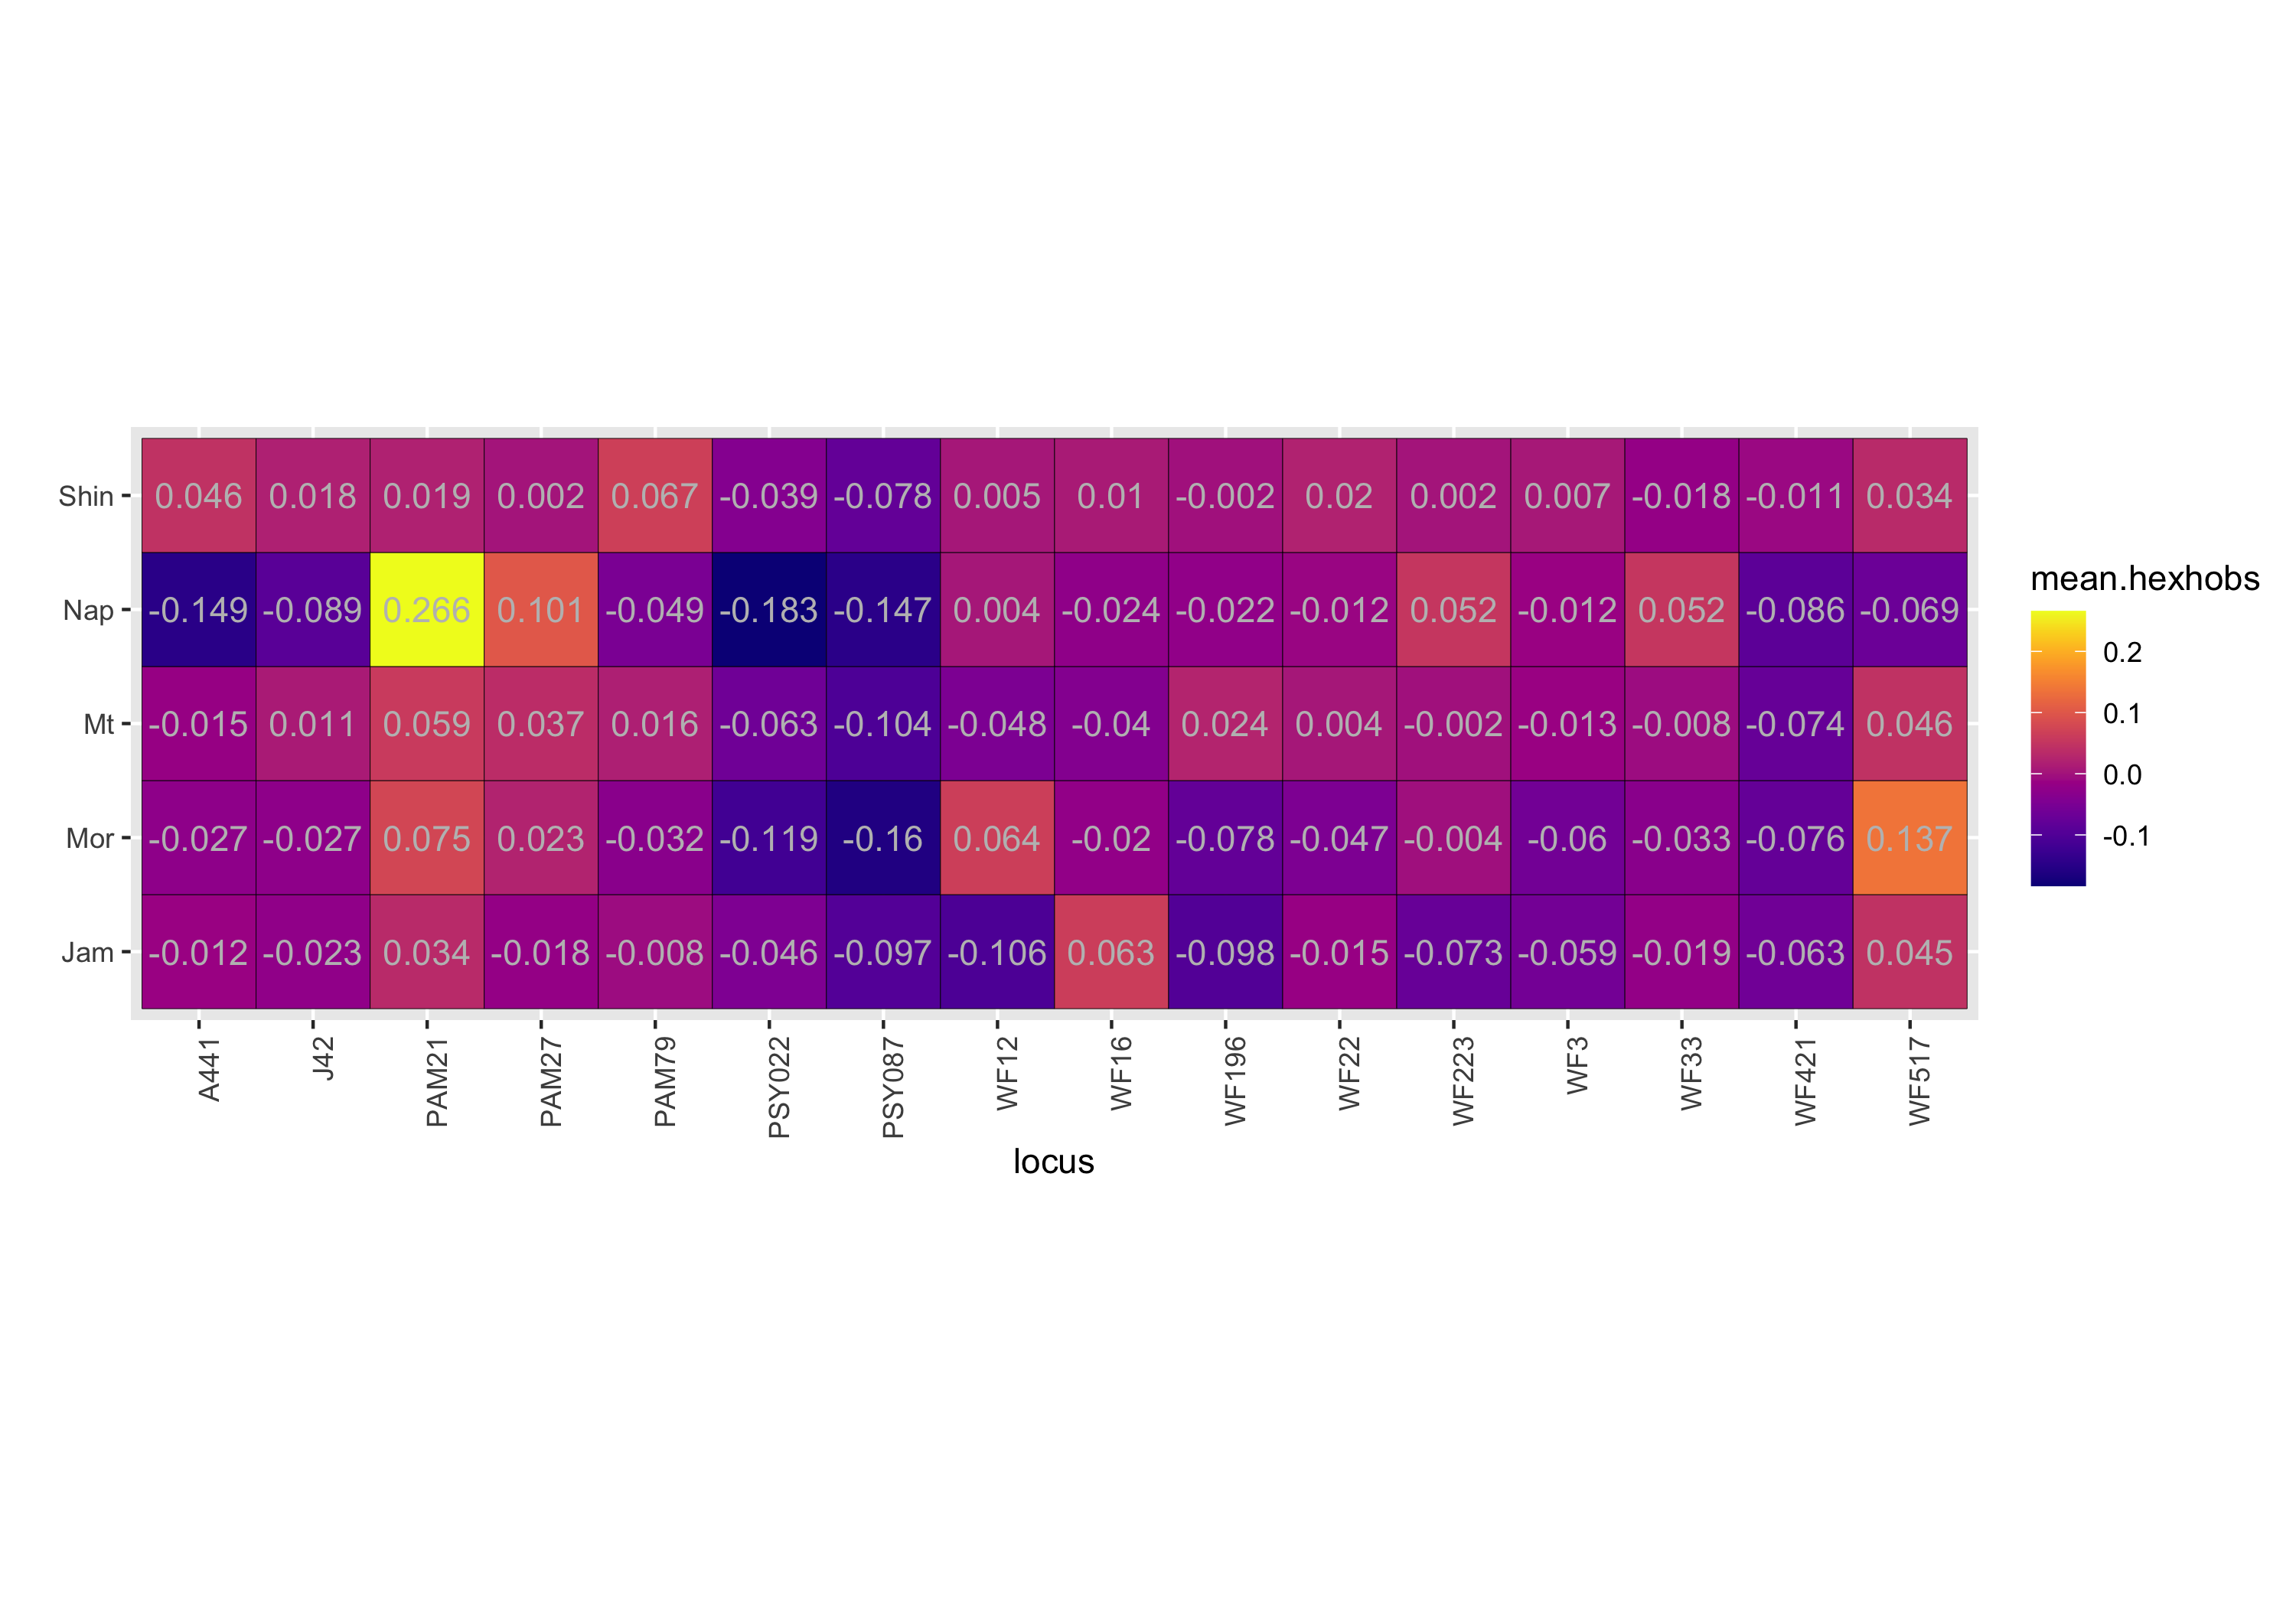 Shin 0.046 0.018 0.019 0.002 0.067 -0.039 -0.078 0.005 0.01 -0.002 0.02 0.002 0.007 -0.018 -0.011 0.034
Nap -0.149 -0.089 0.266 0.101 -0.049 -0.183 -0.147 0.004 -0.024 -0.022 -0.012 0.052 -0.012 0.052 -0.086 -0.069
Mt -0.015 0.011 0.059 0.037 0.016 -0.063 -0.104 -0.048 -0.04 0.024 0.004 -0.002 -0.013 -0.008 -0.074 0.046
Mor -0.027 -0.027 0.075 0.023 -0.032 -0.119 -0.16 0.064 -0.02 -0.078 -0.047 -0.004 -0.06 -0.033 -0.076 0.137
Jam -0.012 -0.023 0.034 -0.018 -0.008 -0.046 -0.097 -0.106 0.063 -0.098 -0.015 -0.073 -0.059 -0.019 -0.063 0.045
A441 J42 PAM21 PAM27 PAM79 PSY022 PSY087 WF12 WF16 WF196 WF22 WF223 WF3 WF33 WF421 WF517
locus
mean.hexhobs
0.2
0.1
0.0
-0.1